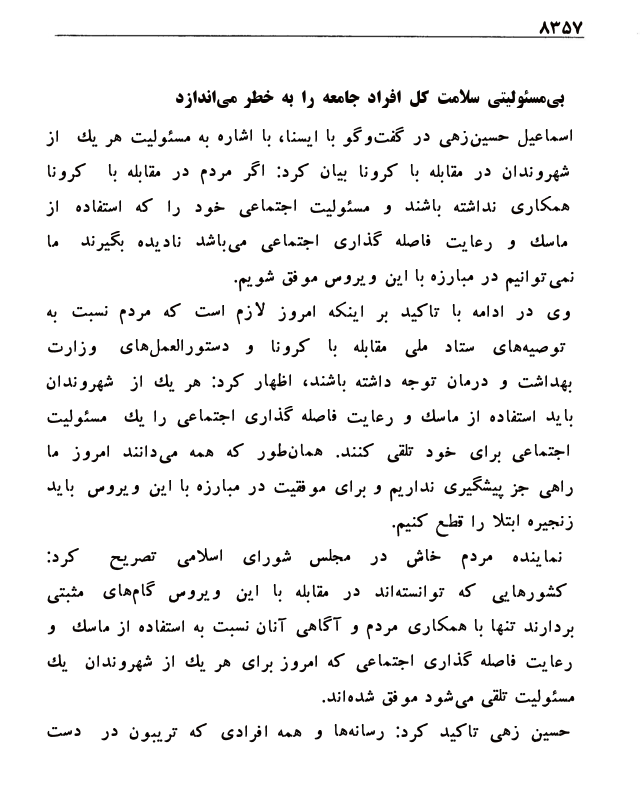 ۸۳۵۷
بی‌مسئولیتی سلامت کل افراد جامعه را به خطر می‌اندازد
اسماعیل حسین‌زهی در گفت‌وگو با ایسنا، با اشاره به مسئولیت هر یك از
شهروندان در مقابله با کرونا بیان کرد: اگر مردم در مقابله با کرونا
همکاری نداشته باشند و مسئولیت اجتماعی خود را که استفاده از
ماسك و رعایت فاصله گذاری اجتماعی می‌باشد نادیده بگیرند ما
نمی‌توانیم در مبارزه با این ویروس موفق شویم.
وی در ادامه با تاکید بر اینکه امروز لازم است که مردم نسبت به
توصیه‌های ستاد ملی مقابله با کرونا و دستورالعمل‌های وزارت
بهداشت و درمان توجه داشته باشند، اظهار کرد: هر یك از شهروندان
باید استفاده از ماسك و رعایت فاصله گذاری اجتماعی را یك مسئولیت
اجتماعی برای خود تلقی کنند. همان‌طور که همه می‌دانند امروز ما
راهی جز پیشگیری نداریم و برای موفقیت در مبارزه با این ویروس باید
زنجیره ابتلا را قطع کنیم.
نماینده مردم خاش در مجلس شورای اسلامی تصریح کرد:
کشورهایی که توانسته‌اند در مقابله با این ویروس گام‌های مثبتی
بردارند تنها با همکاری مردم و آگاهی آنان نسبت به استفاده از ماسك و
رعایت فاصله گذاری اجتماعی که امروز برای هر یك از شهروندان یك
مسئولیت تلقی می‌شود موفق شده‌اند.
حسین زهی تاکید کرد: رسانه‌ها و همه افرادی که تریبون در دست